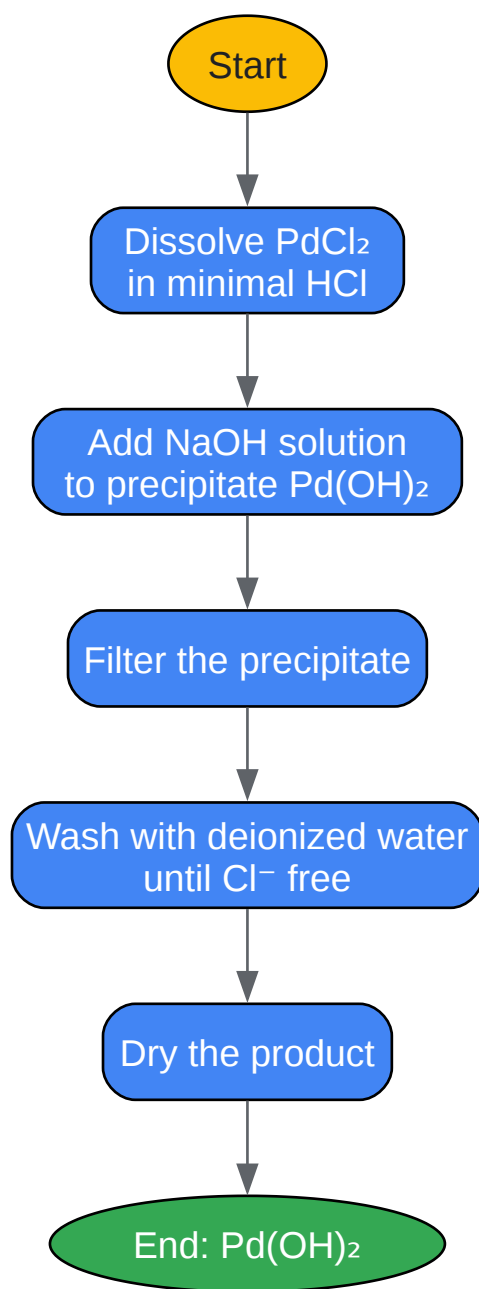 Start
Dissolve PdCl₂
in minimal HCl
Add NaOH solution
to precipitate Pd(OH)₂
Filter the precipitate
Wash with deionized water
until Cl⁻ free
Dry the product
End: Pd(OH)₂